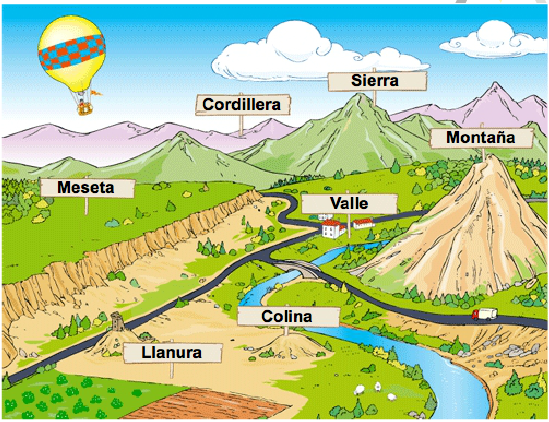 Sierra
Cordillera
Montaña
Meseta
Valle
Colina
Llanura